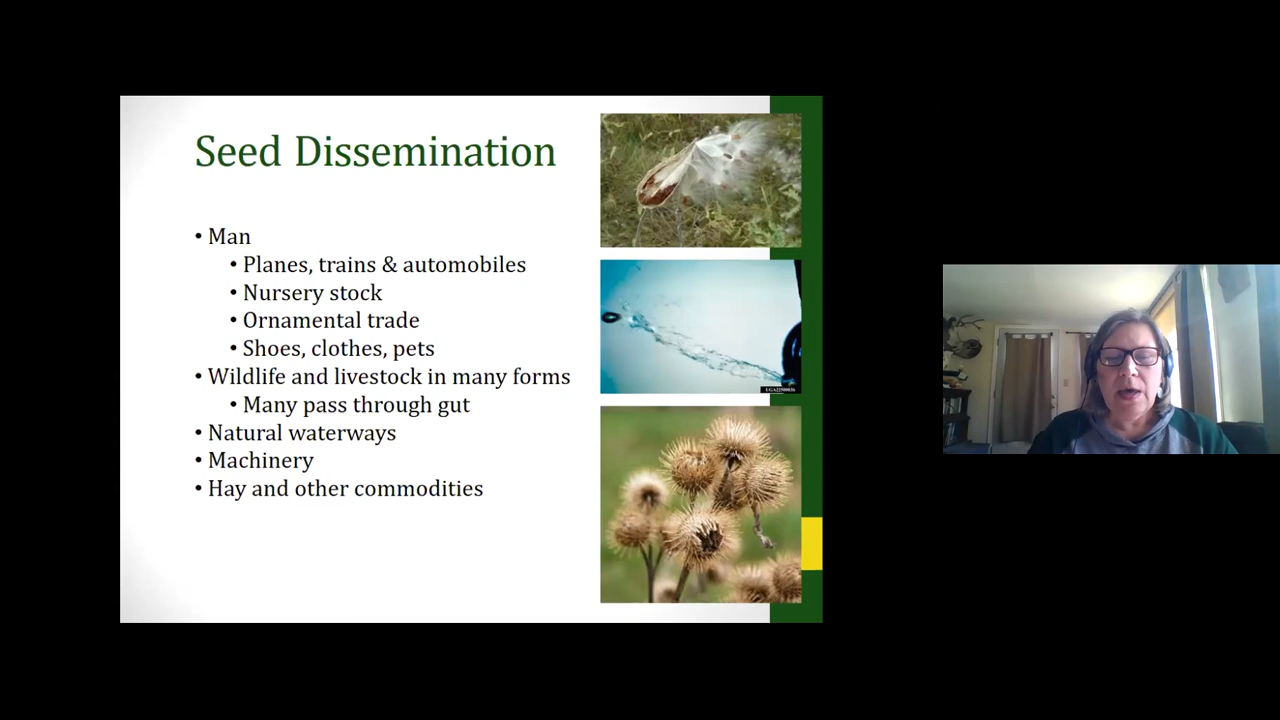 Seed Dissemination
• Man
• Planes, trains & automobiles
• Nursery stock
• Ornamental trade
• Shoes, clothes, pets
• Wildlife and livestock in many forms
• Many pass through gut
• Natural waterways
• Machinery
• Hay and other commodities